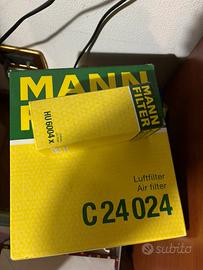 MANN
MANN
FILTER
HU 6004 x
Luftfilter
Air filter
C 24 024
subito